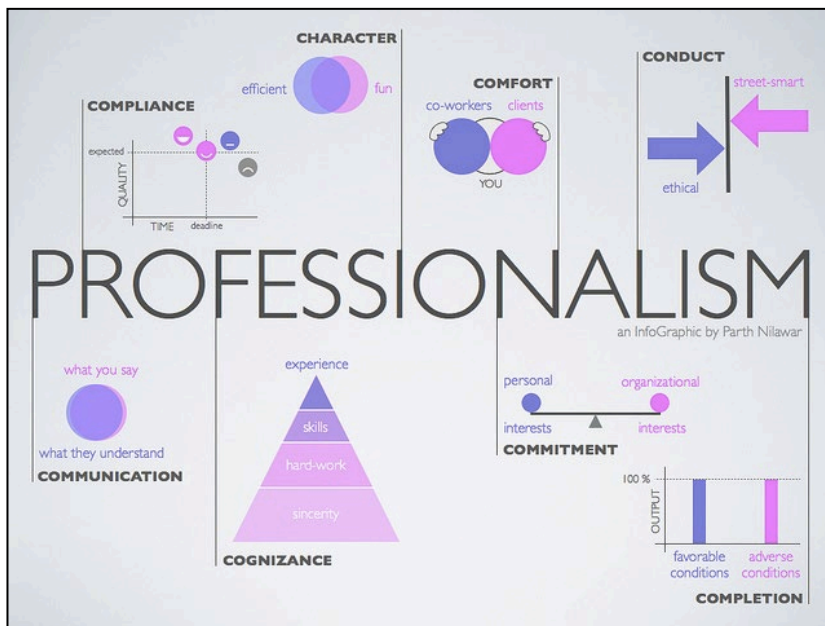 CHARACTER
efficient fun
COMPLIANCE
expected
QUALITY
TIME deadline
COMFORT
co-workers clients
YOU
CONDUCT
street-smart
ethical
PROFESSIONALISM
an InfoGraphic by Parth Nilawar
what you say
what they understand
COMMUNICATION
experience
skills
hard-work
sincerity
COGNIZANCE
personal organizational
interests interests
COMMITMENT
100 %
OUTPUT
favorable adverse
conditions conditions
COMPLETION